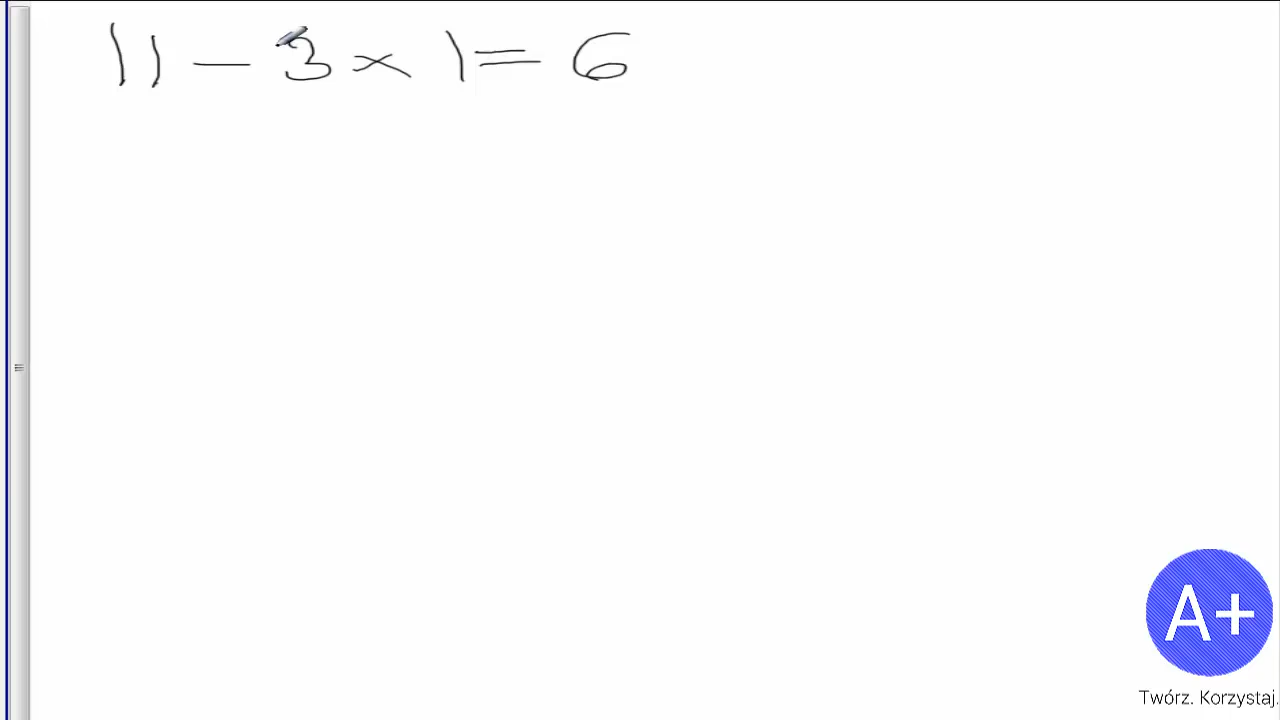 11 - 3 x 1 = 6
A+
Twórz. Korzystaj.